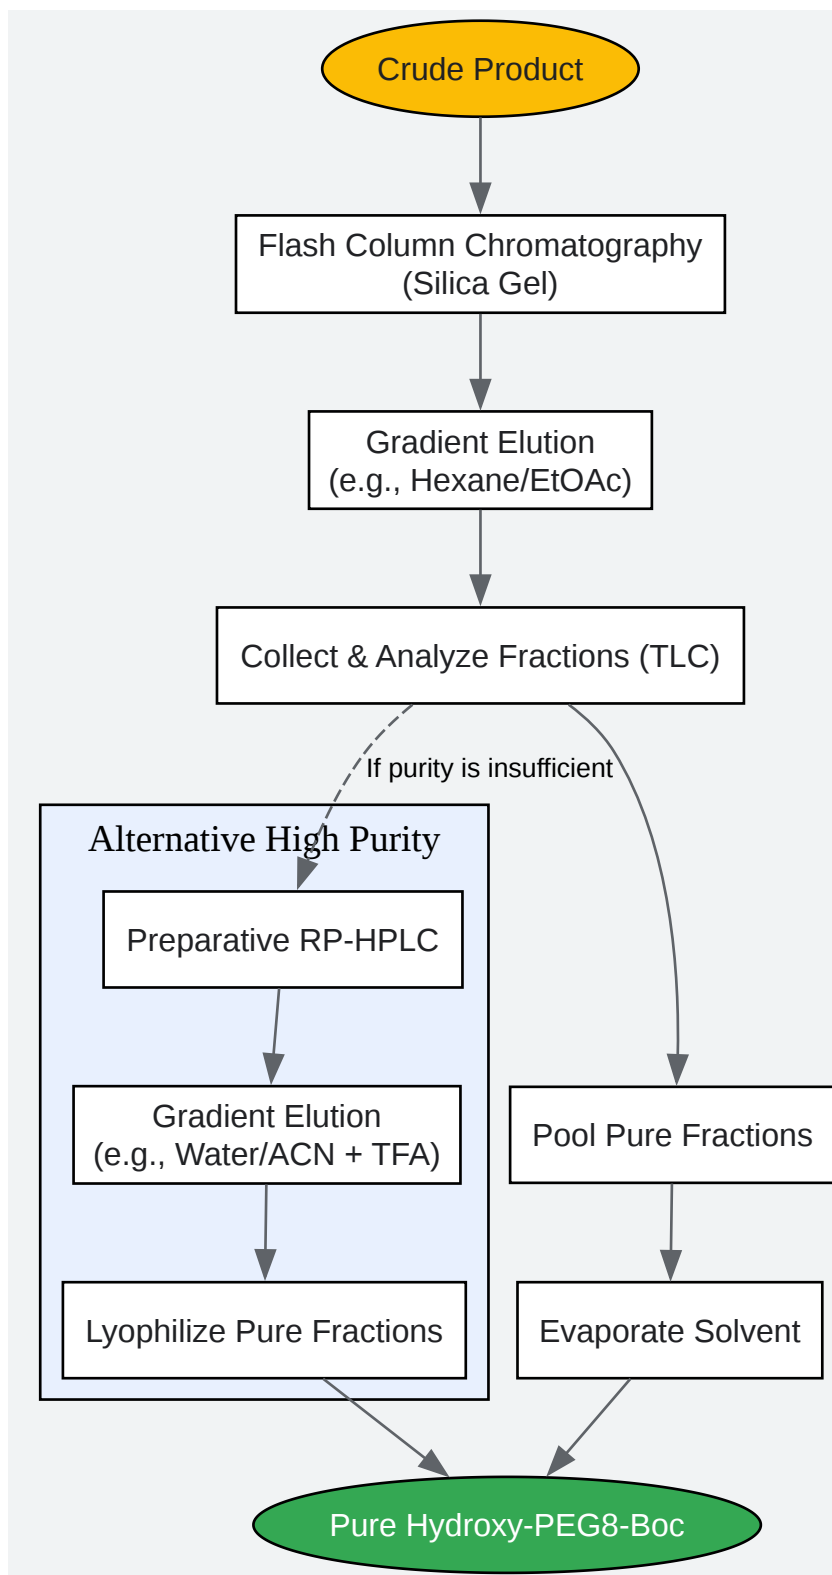 Crude Product
Flash Column Chromatography
(Silica Gel)
Gradient Elution
(e.g., Hexane/EtOAc)
Collect & Analyze Fractions (TLC)
If purity is insufficient
Alternative High Purity
Preparative RP-HPLC
Gradient Elution
(e.g., Water/ACN + TFA)
Pool Pure Fractions
Lyophilize Pure Fractions
Evaporate Solvent
Pure Hydroxy-PEG8-Boc